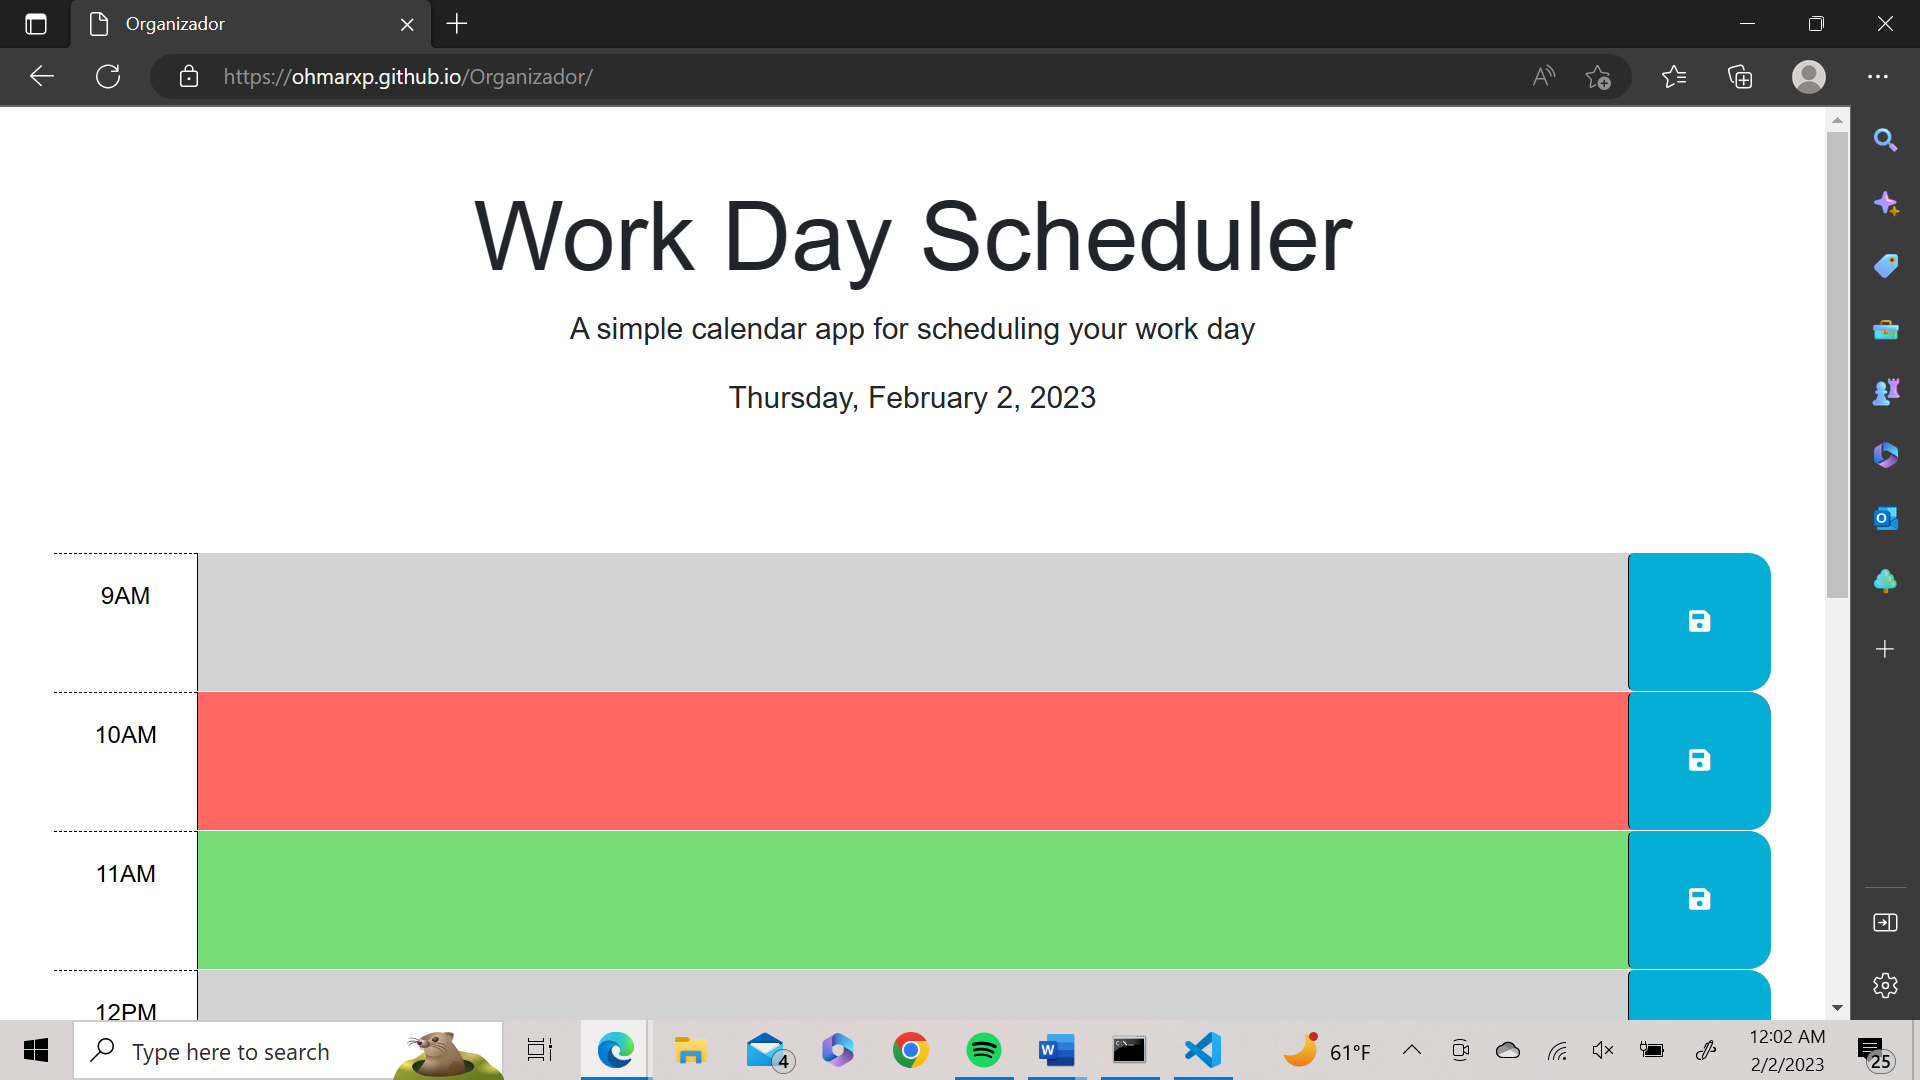 Organizador
https://ohmarxp.github.io/Organizador/
Work Day Scheduler
A simple calendar app for scheduling your work day
Thursday, February 2, 2023
9AM
10AM
11AM
12PM
Type here to search
4
61°F
12:02 AM
2/2/2023
25